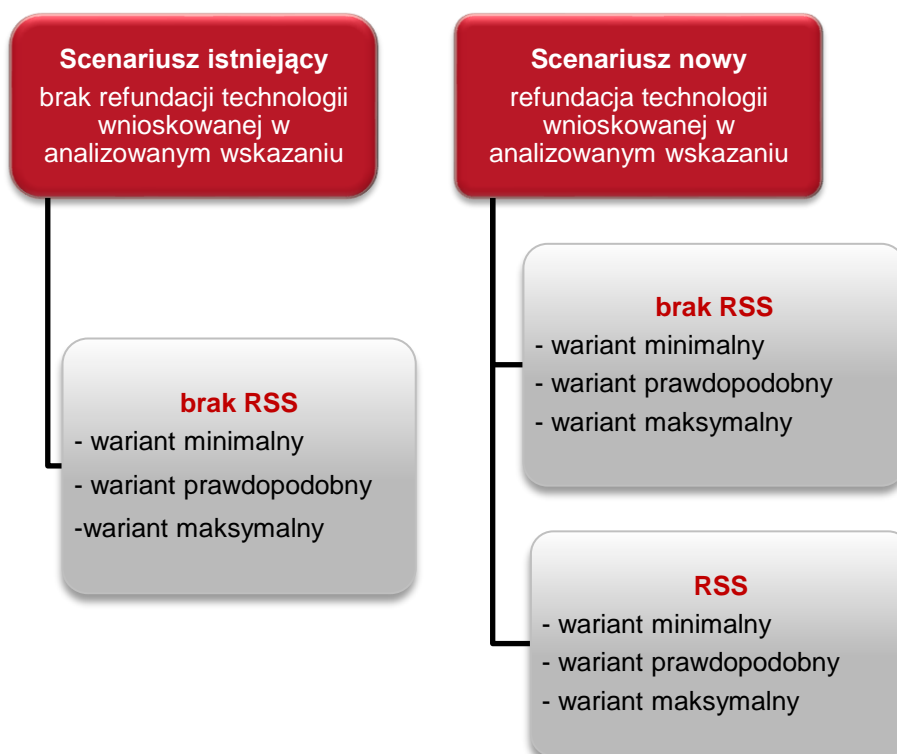 Scenariusz istniejący
brak refundacji technologii
wnioskowanej w
analizowanym wskazaniu
brak RSS
- wariant minimalny
- wariant prawdopodobny
-wariant maksymalny
Scenariusz nowy
refundacja technologii
wnioskowanej w
analizowanym wskazaniu
brak RSS
- wariant minimalny
- wariant prawdopodobny
- wariant maksymalny
RSS
- wariant minimalny
- wariant prawdopodobny
- wariant maksymalny